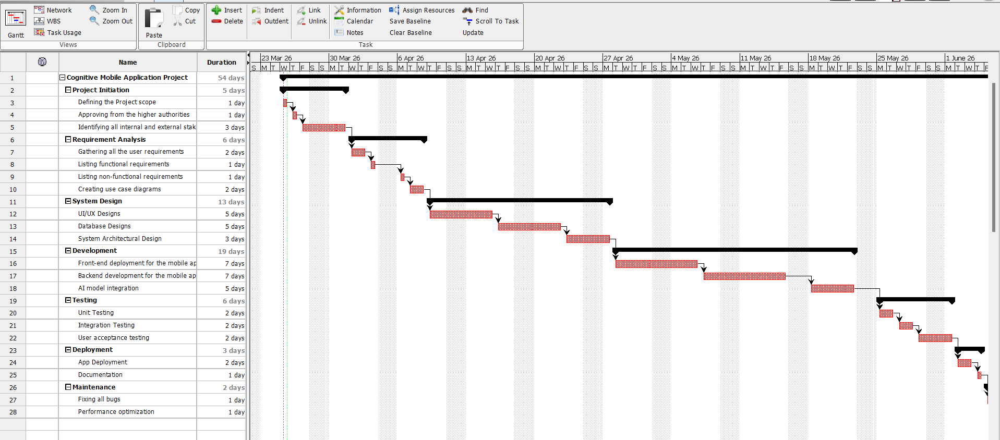 Network
Zoom In
Copy
Insert
Indent
Link
Information
Assign Resources
Find
WBS
Zoom Out
Cut
Delete
Outdent
Unlink
Calendar
Save Baseline
Scroll To Task
Gantt
Task Usage
Paste
Notes
Clear Baseline
Update
Views
Clipboard
Task
Name Duration
23 Mar 26 30 Mar 26 6 Apr 26 13 Apr 26 20 Apr 26 27 Apr 26 4 May 26 11 May 26 18 May 26 25 May 26 1 June 26
S M T W T F S S M T W T F S S M T W T F S S M T W T F S S M T W T F S S M T W T F S S M T W T F S S M T W T F S S M T W T F S S M T W T F S S M T W T F
1 Cognitive Mobile Application Project 54 days
2 Project Initiation 5 days
3 Defining the Project scope 1 day
4 Approving from the higher authorities 1 day
5 Identifying all internal and external stak 3 days
6 Requirement Analysis 6 days
7 Gathering all the user requirements 2 days
8 Listing functional requirements 1 day
9 Listing non-functional requirements 1 day
10 Creating use case diagrams 2 days
11 System Design 13 days
12 UI/UX Designs 5 days
13 Database Designs 5 days
14 System Architectural Design 3 days
15 Development 19 days
16 Front-end deployment for the mobile ap 7 days
17 Backend development for the mobile ap 7 days
18 AI model integration 5 days
19 Testing 6 days
20 Unit Testing 2 days
21 Integration Testing 2 days
22 User acceptance testing 2 days
23 Deployment 3 days
24 App Deployment 2 days
25 Documentation 1 day
26 Maintenance 2 days
27 Fixing all bugs 1 day
28 Performance optimization 1 day